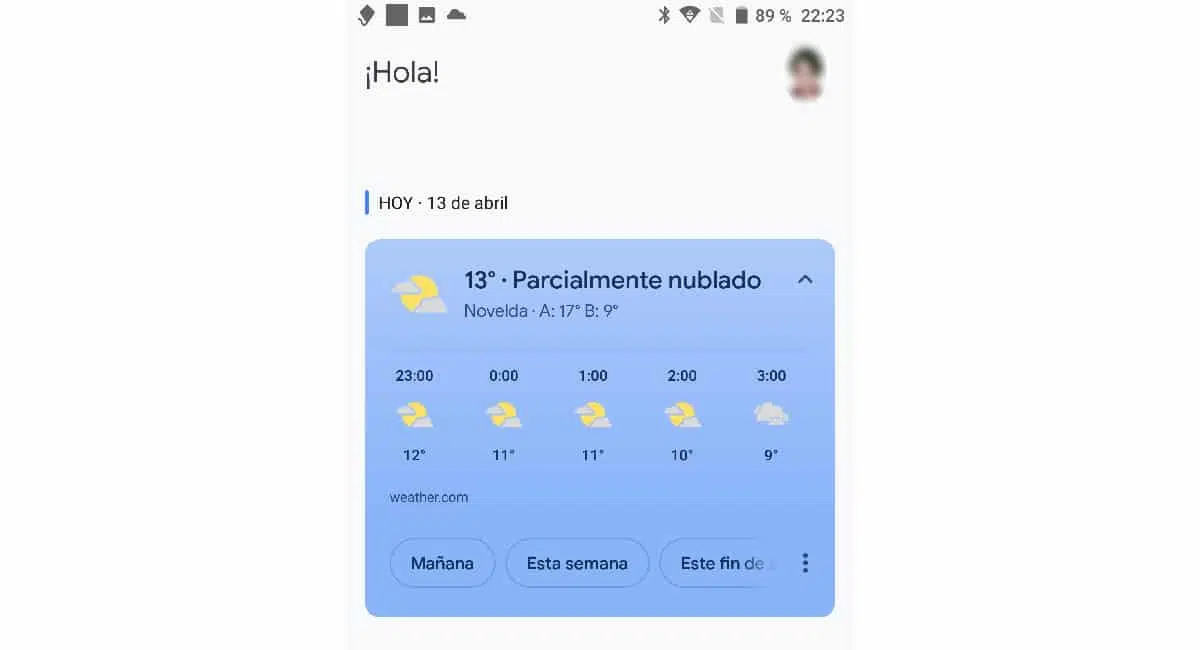 89 % 22:23
¡Hola!
HOY · 13 de abril
13° · Parcialmente nublado
Novelda · A: 17° B: 9°
23:00 0:00 1:00 2:00 3:00
12° 11° 11° 10° 9°
weather.com
Mañana Esta semana Este fin de